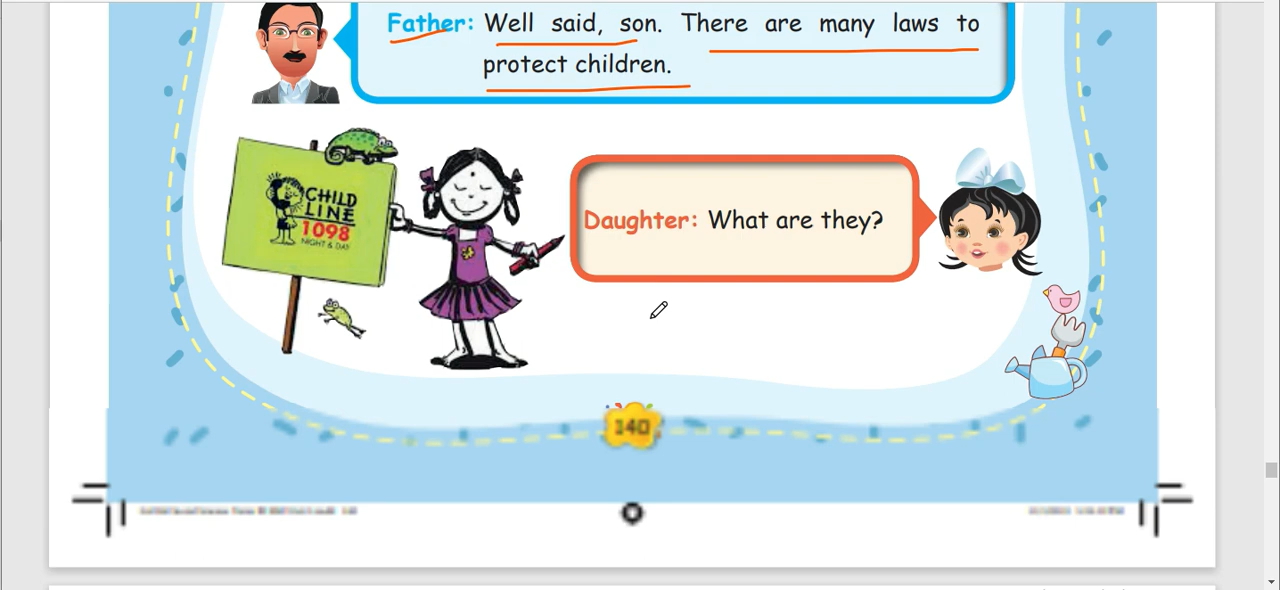 Father: Well said, son. There are many laws to
protect children.
CHILD
LINE
1098
NIGHT & DAY
Daughter: What are they?
140